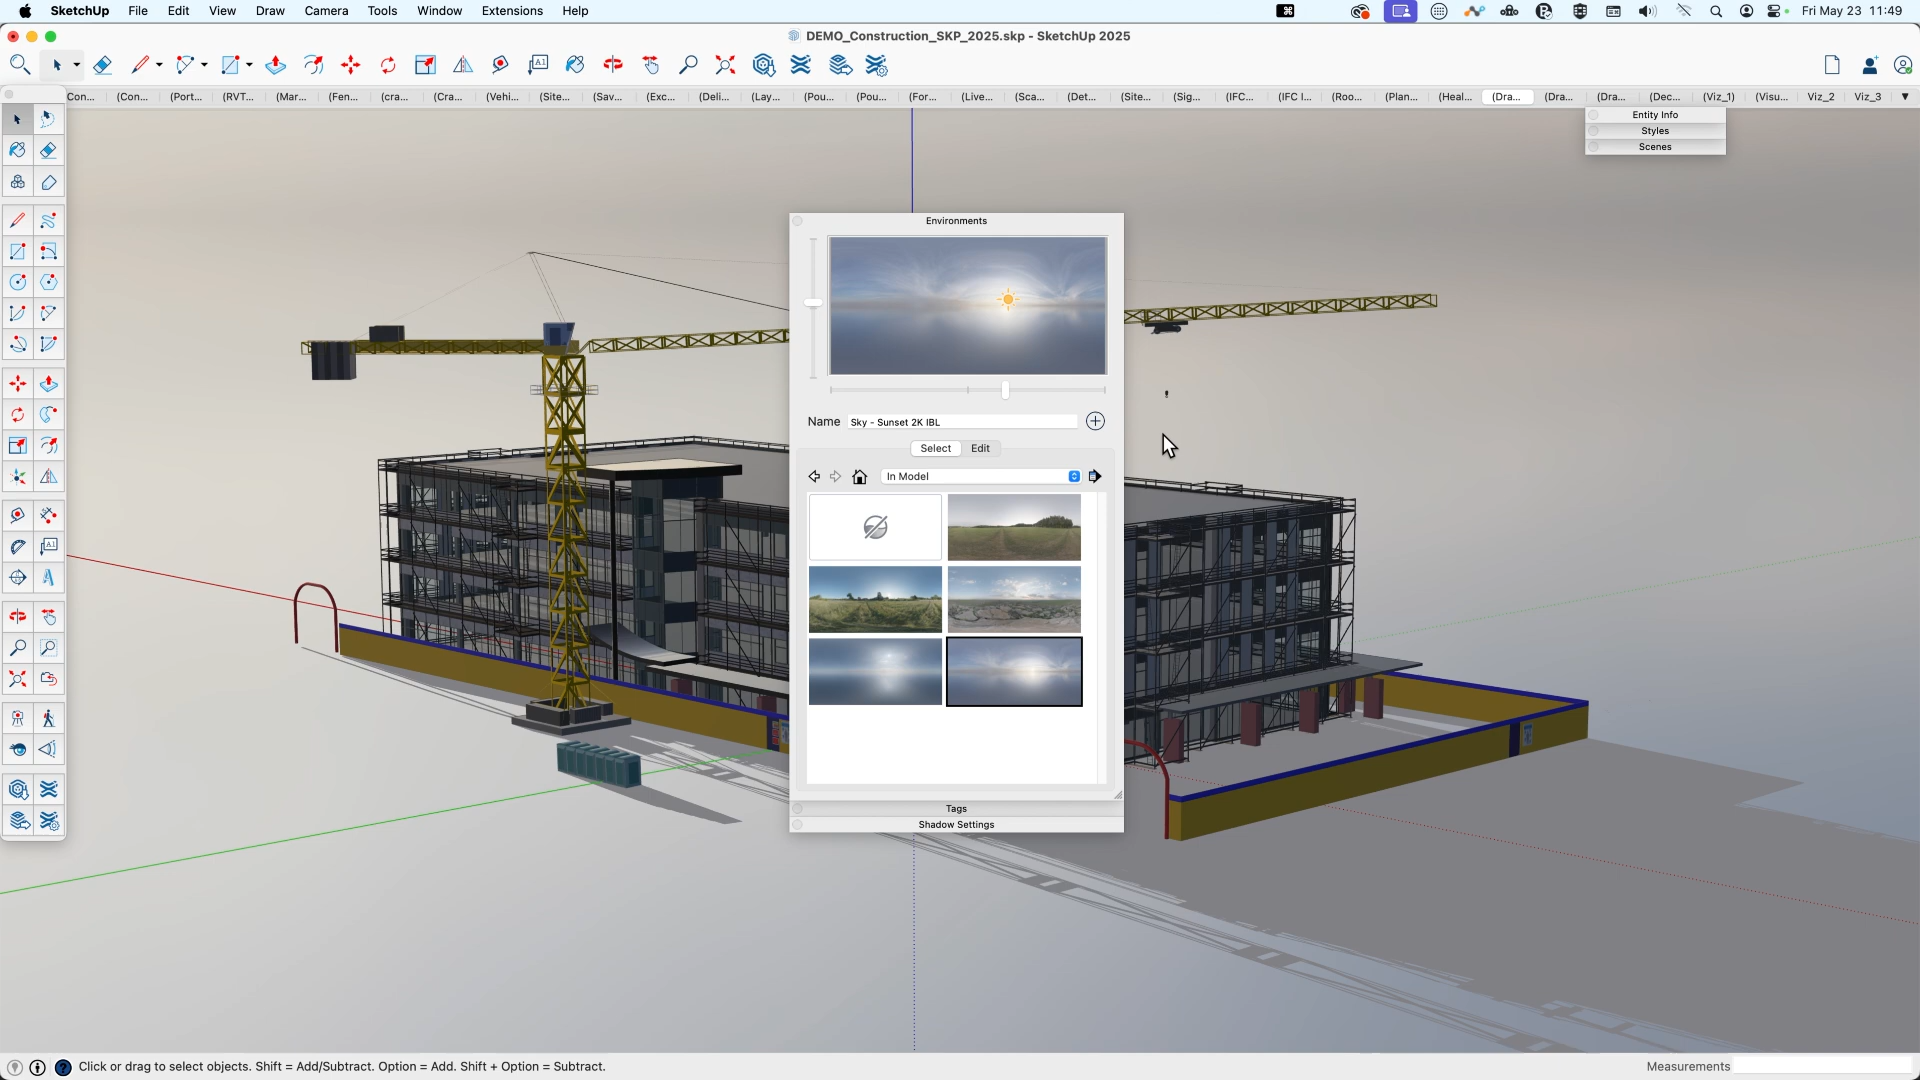 SketchUp File Edit View Draw Camera Tools Window Extensions Help
Fri May 23 11:49
DEMO_Construction_SKP_2025.skp - SketchUp 2025
Con... (Con... (Port... (RVT... (Mar... (Fen... (cra... (Cra... (Vehi... (Site... (Sav... (Exc... (Deli... (Lay... (Pou... (Pou... (For... (Live... (Sca... (Det... (Site... (Sig... (IFC... (IFC I... (Roo... (Plan... (Heal... (Dra... (Dra... (Dra... (Dec... (Viz_1) (Visu... Viz_2 Viz_3
Entity Info
Styles
Scenes
Environments
Name Sky - Sunset 2K IBL
Select Edit
In Model
Tags
Shadow Settings
Click or drag to select objects. Shift = Add/Subtract. Option = Add. Shift + Option = Subtract.
Measurements